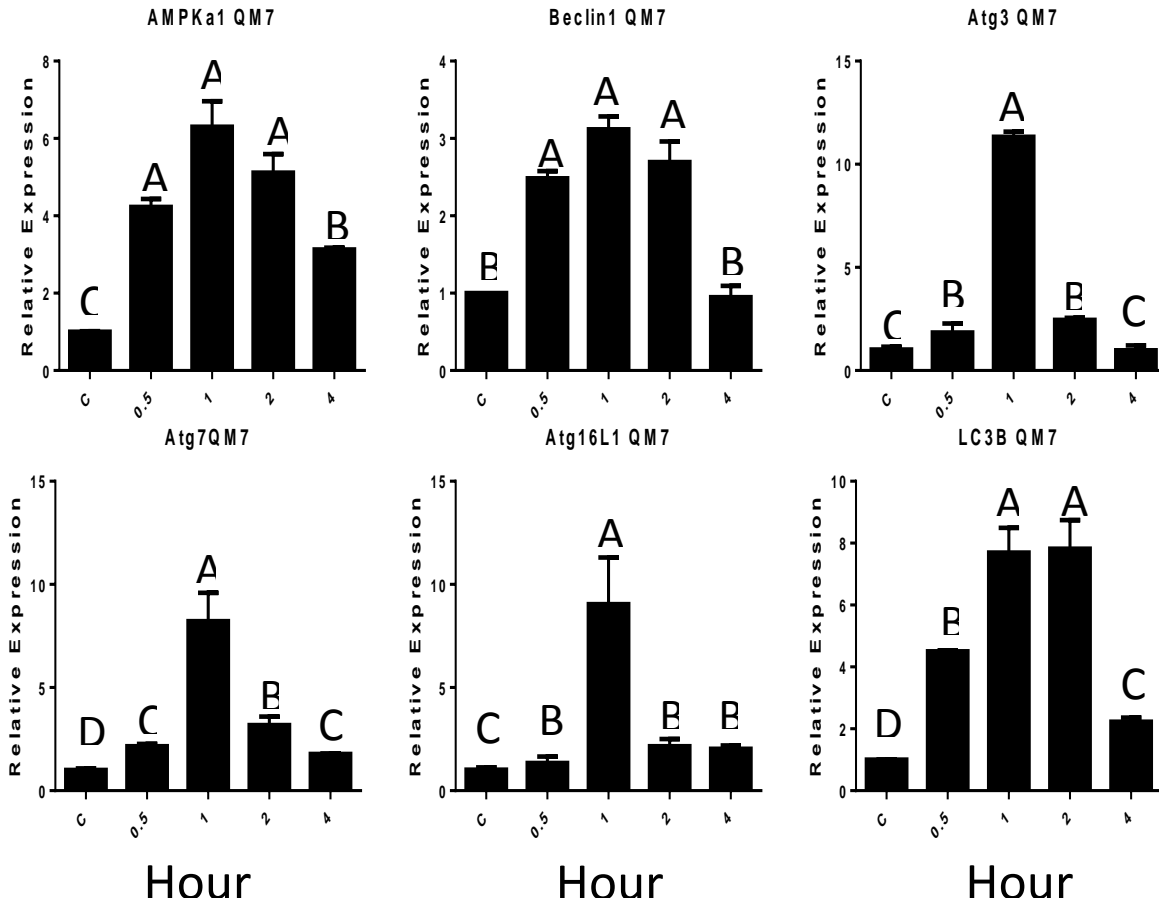 AMPKa1 QM7
Relative Expression
8
6
4
2
0
C
A
A
A
B
C 0.5 1 2 4
Beclin1 QM7
Relative Expression
4
3
2
1
0
B
A
A
A
B
C 0.5 1 2 4
Atg3 QM7
Relative Expression
15
10
5
0
C
B
A
B
C
C 0.5 1 2 4
Atg7QM7
Relative Expression
15
10
5
0
D
C
A
B
C
C 0.5 1 2 4
Hour
Atg16L1 QM7
Relative Expression
15
10
5
0
C
B
A
B
B
C 0.5 1 2 4
Hour
LC3B QM7
Relative Expression
10
8
6
4
2
0
D
B
A
A
C
C 0.5 1 2 4
Hour